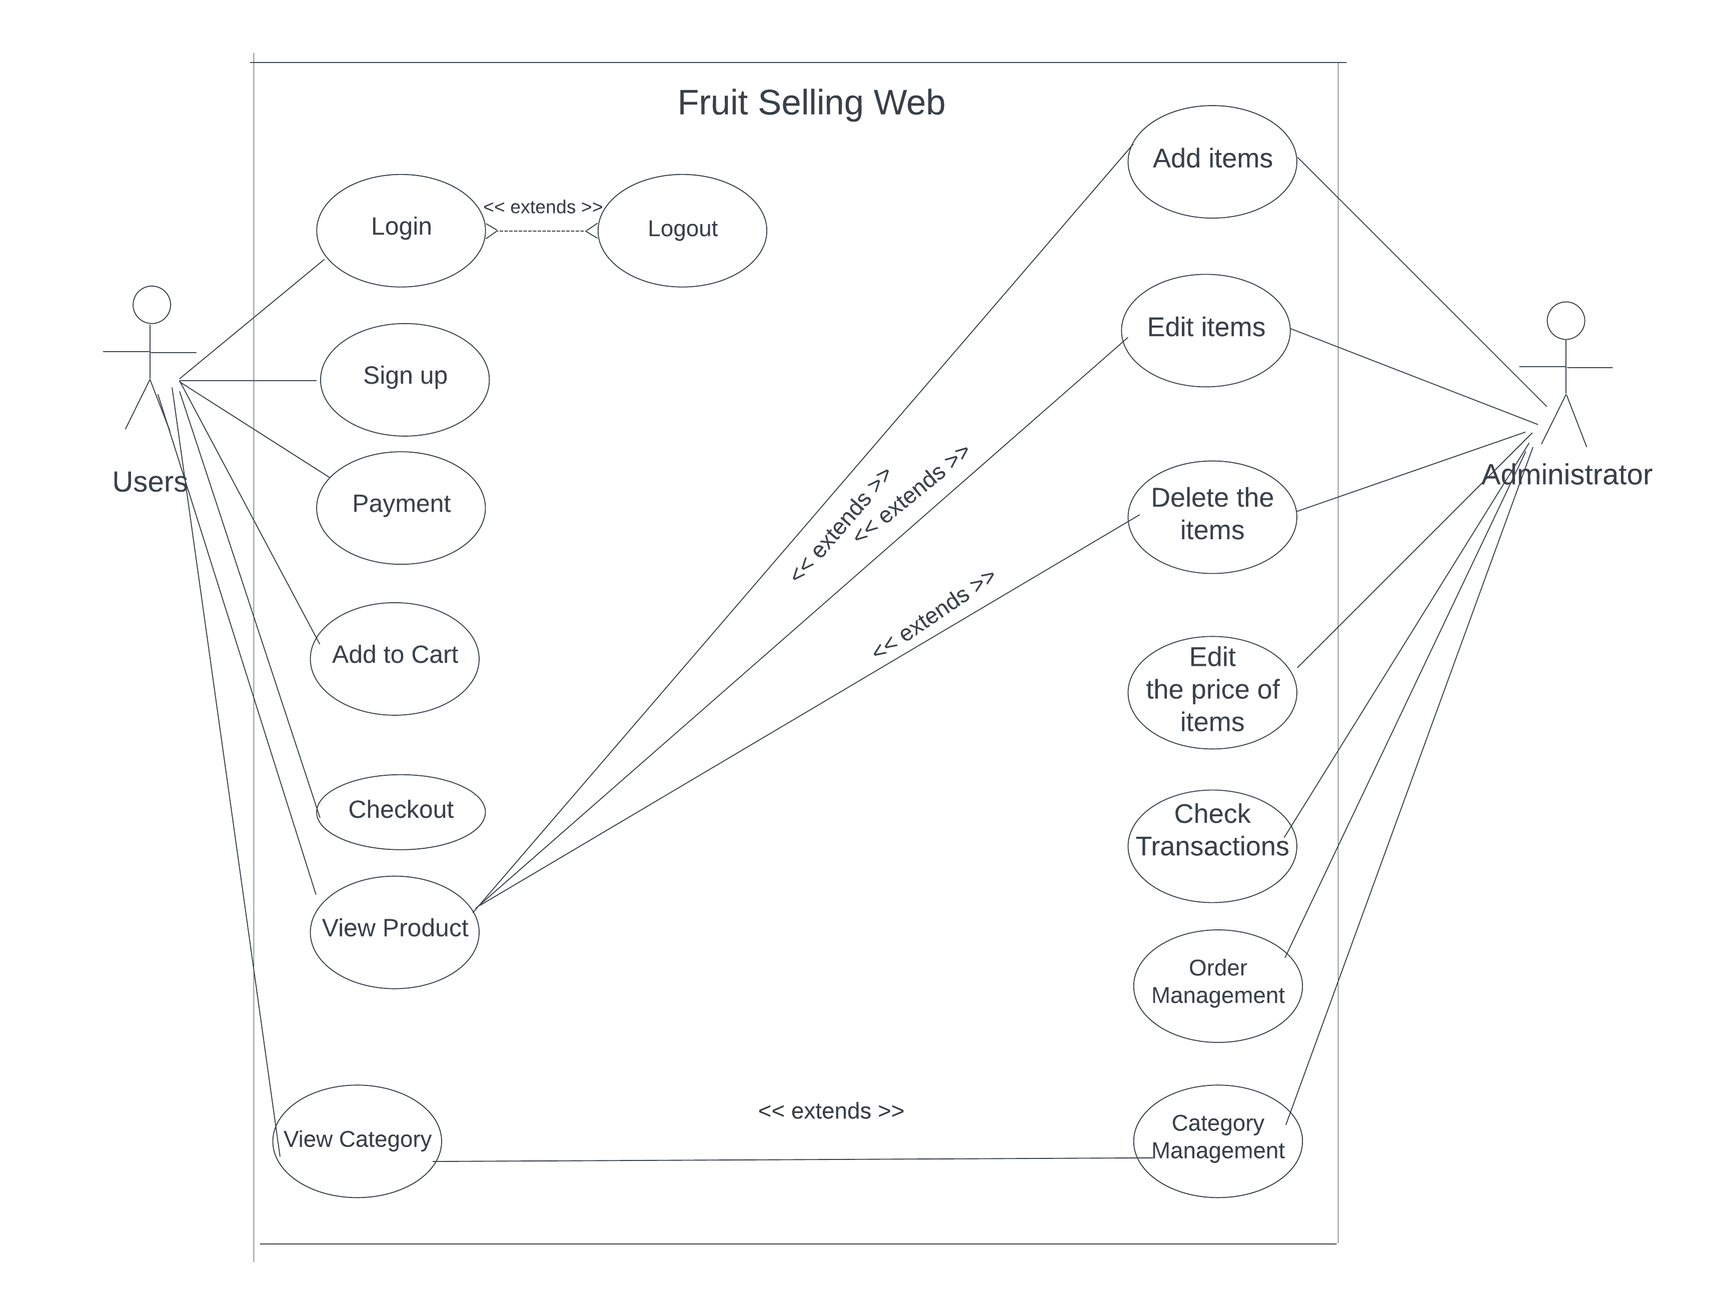 Fruit Selling Web
Add items
Login
<< extends >>
Logout
Edit items
Sign up
Users
Administrator
Payment
<< extends >>
<< extends >>
Delete the
items
<< extends >>
Add to Cart
Edit
the price of
items
Checkout
Check
Transactions
View Product
Order
Management
View Category
<< extends >>
Category
Management